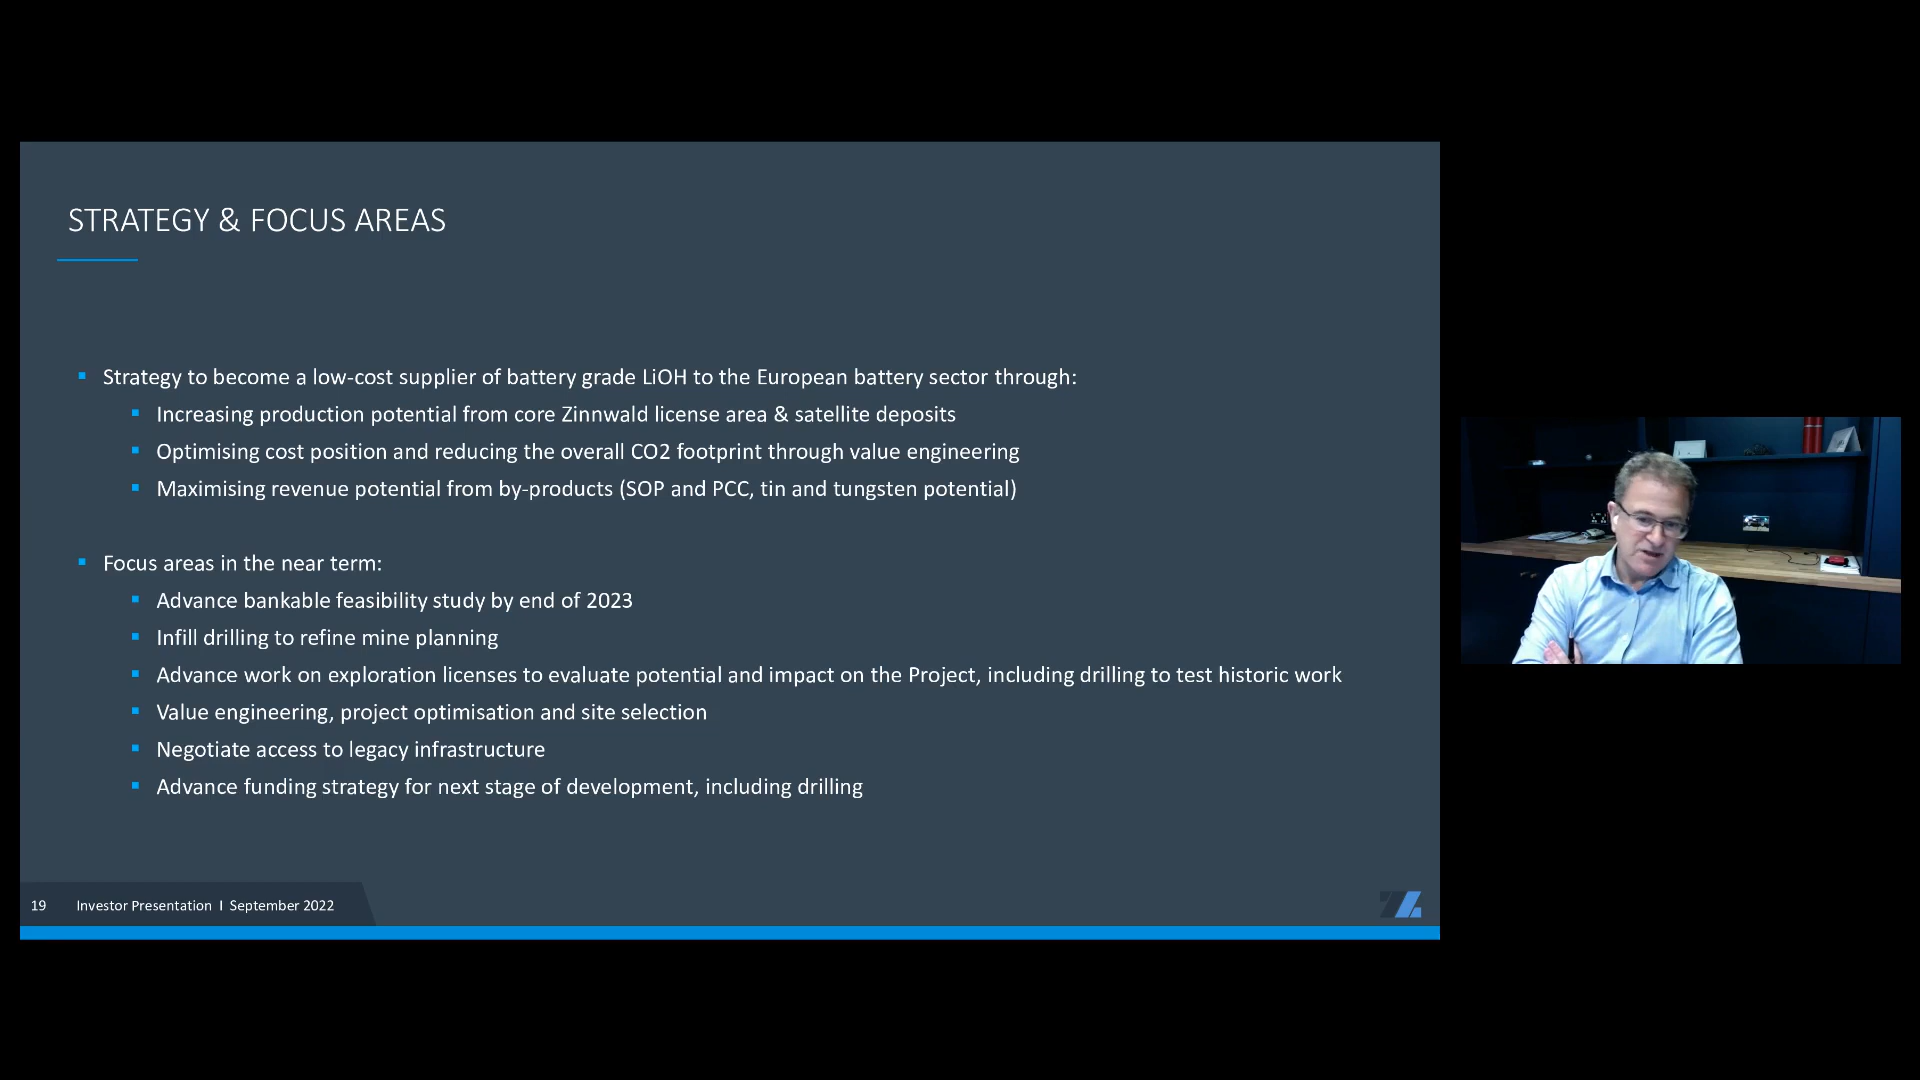 STRATEGY & FOCUS AREAS
Strategy to become a low-cost supplier of battery grade LiOH to the European battery sector through:
Increasing production potential from core Zinnwald license area & satellite deposits
Optimising cost position and reducing the overall CO2 footprint through value engineering
Maximising revenue potential from by-products (SOP and PCC, tin and tungsten potential)
Focus areas in the near term:
Advance bankable feasibility study by end of 2023
Infill drilling to refine mine planning
Advance work on exploration licenses to evaluate potential and impact on the Project, including drilling to test historic work
Value engineering, project optimisation and site selection
Negotiate access to legacy infrastructure
Advance funding strategy for next stage of development, including drilling
19 Investor Presentation I September 2022